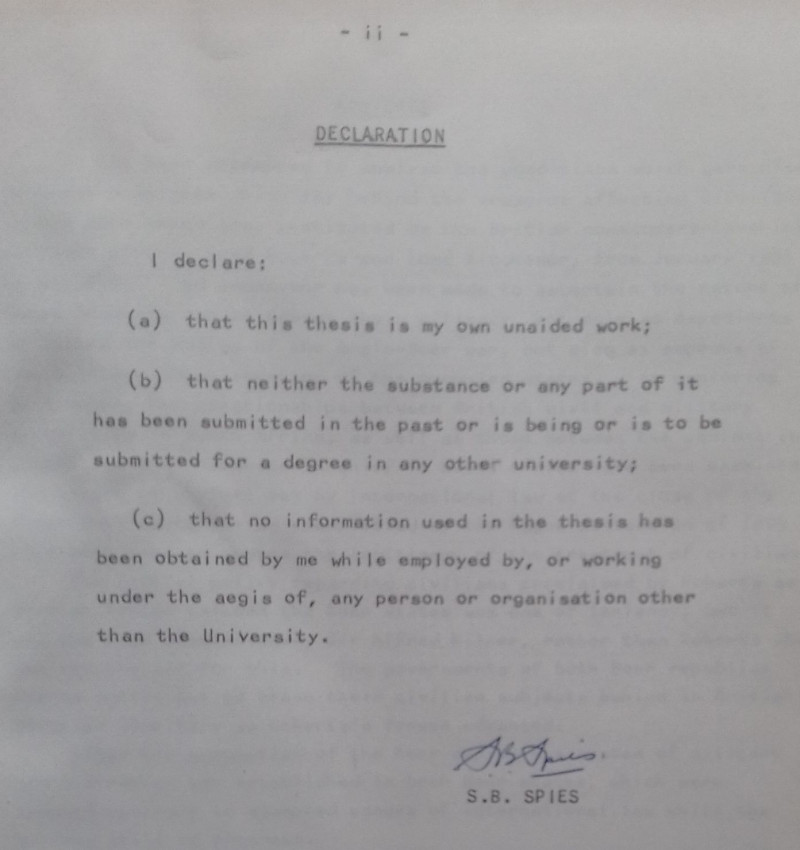 - ii -
DECLARATION
I declare:
(a) that this thesis is my own unaided work;
(b) that neither the substance or any part of it
has been submitted in the past or is being or is to be
submitted for a degree in any other university;
(c) that no information used in the thesis has
been obtained by me while employed by, or working
under the aegis of, any person or organisation other
than the University.
S.B. Spies.
S.B. SPIES